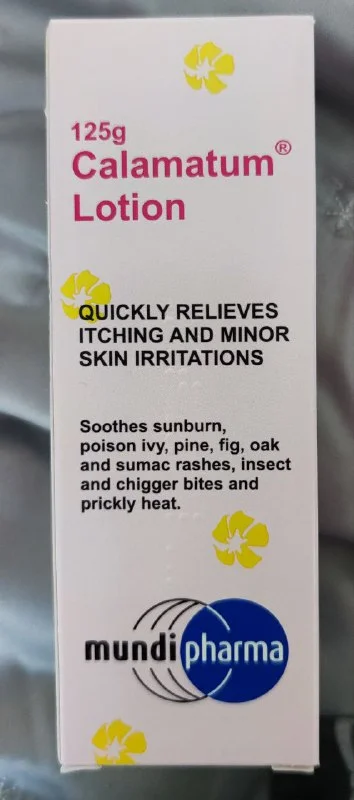 125g
Calamatum®
Lotion
QUICKLY RELIEVES
ITCHING AND MINOR
SKIN IRRITATIONS
Soothes sunburn,
poison ivy, pine, fig, oak
and sumac rashes, insect
and chigger bites and
prickly heat.
mundipharma